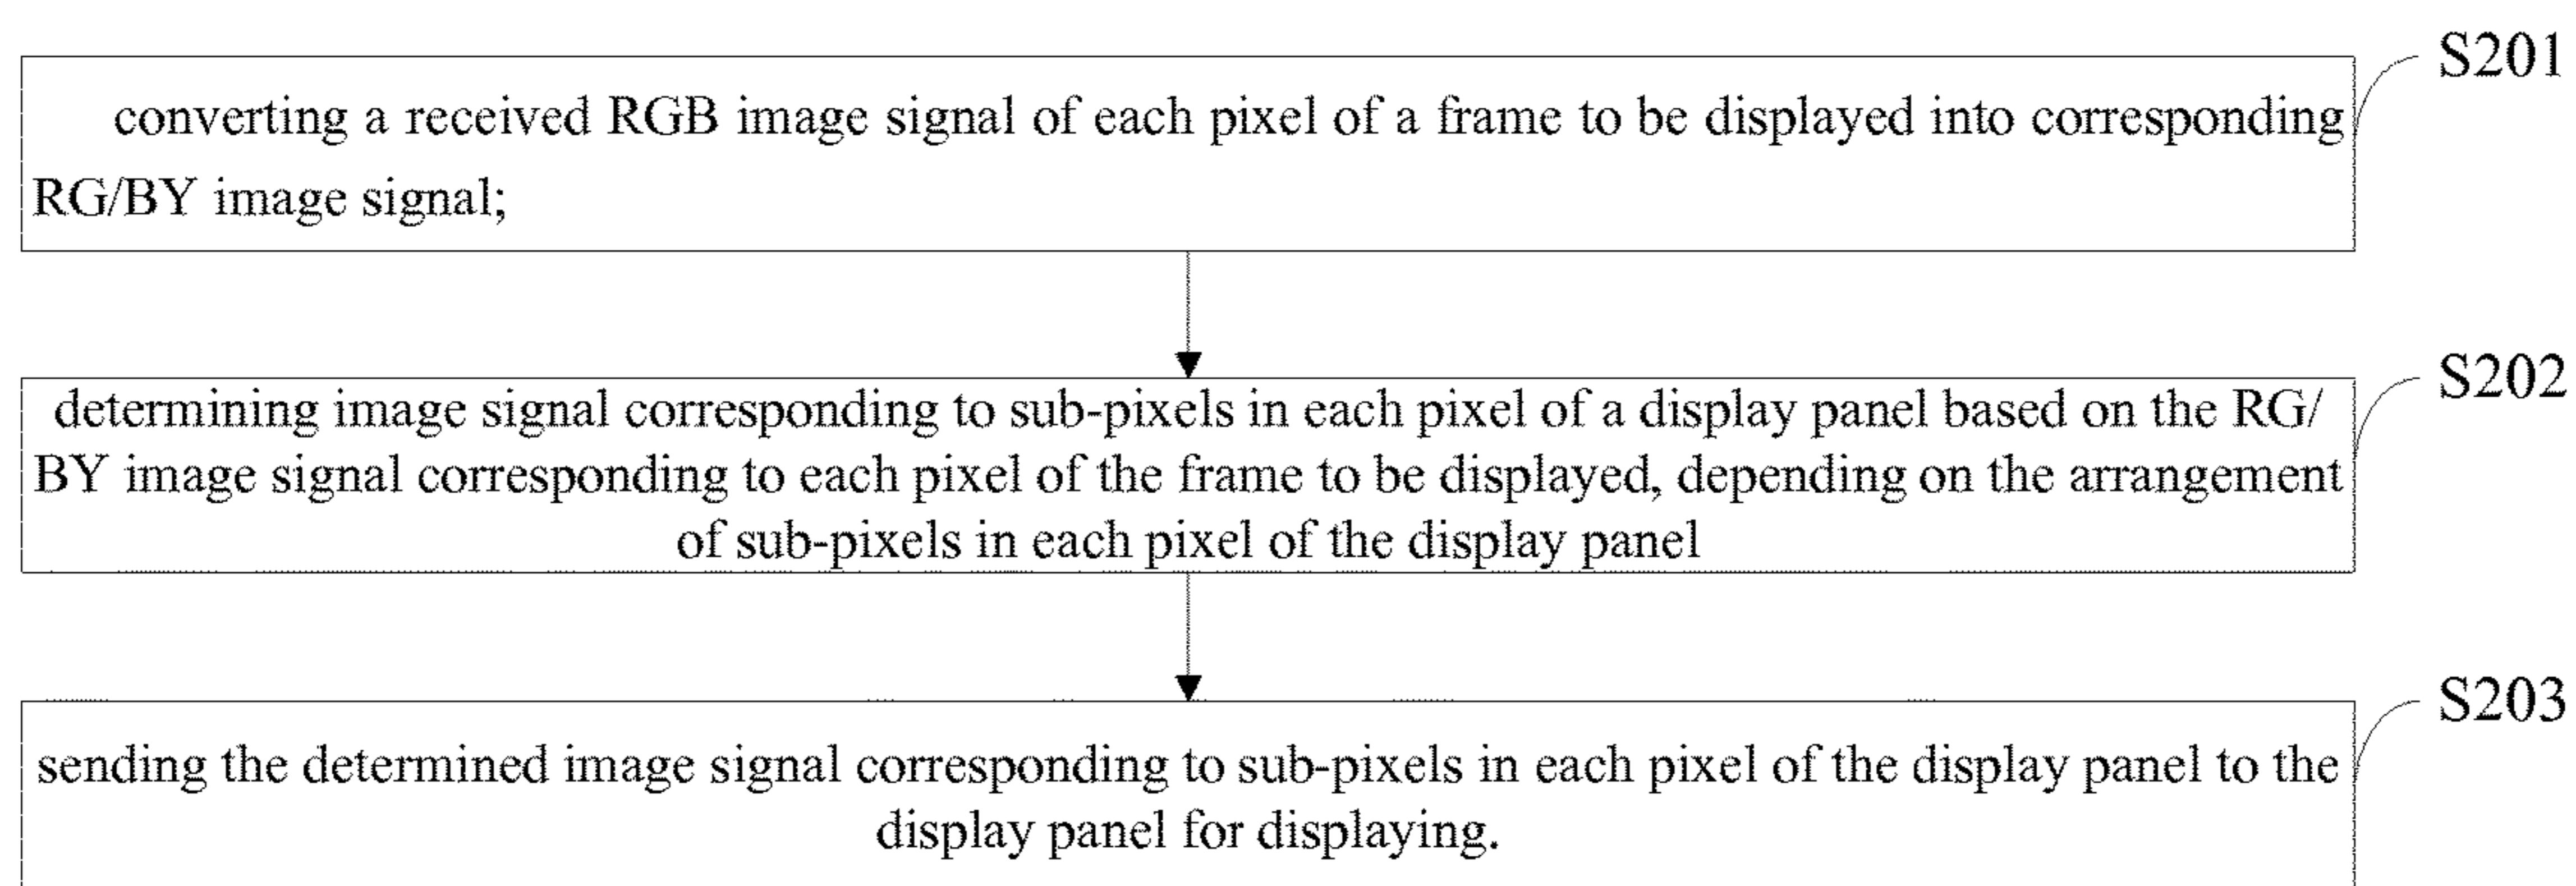 S201
converting a received RGB image signal of each pixel of a frame to be displayed into corresponding
RG/BY image signal;
S202
determining image signal corresponding to sub-pixels in each pixel of a display panel based on the RG/
BY image signal corresponding to each pixel of the frame to be displayed, depending on the arrangement
of sub-pixels in each pixel of the display panel
S203
sending the determined image signal corresponding to sub-pixels in each pixel of the display panel to the
display panel for displaying.